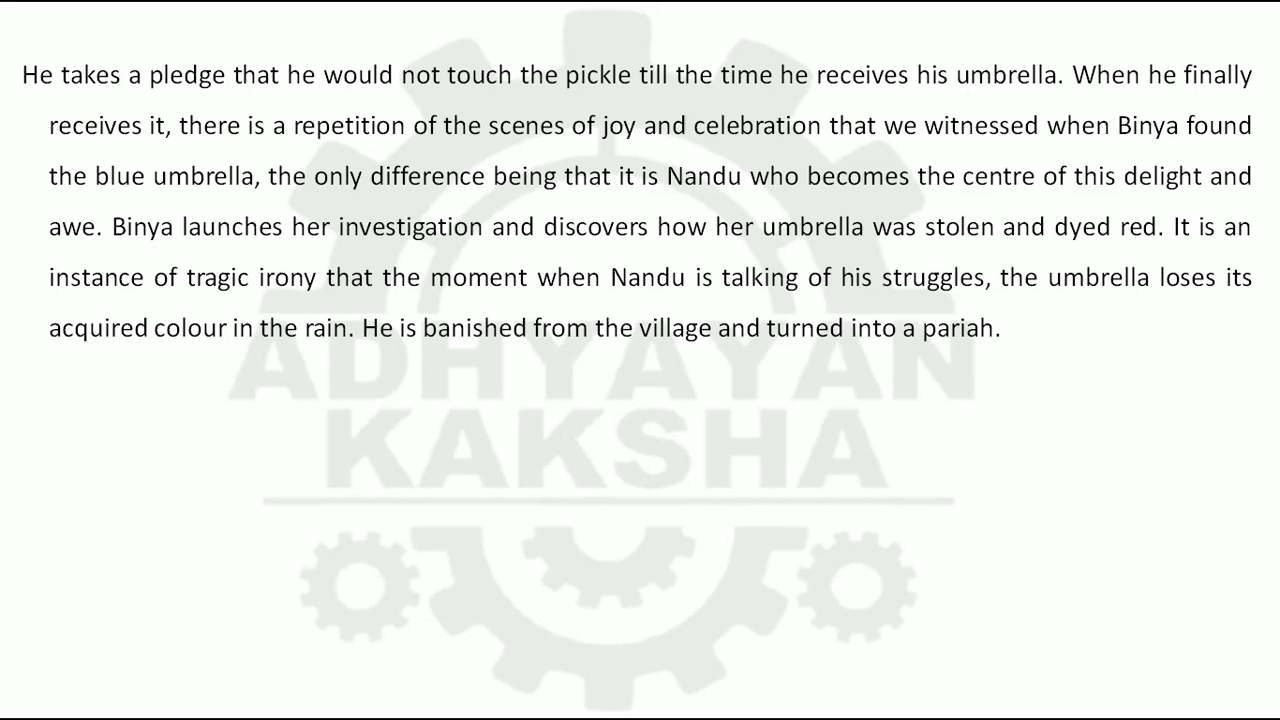 He takes a pledge that he would not touch the pickle till the time he receives his umbrella. When he finally
receives it, there is a repetition of the scenes of joy and celebration that we witnessed when Binya found
the blue umbrella, the only difference being that it is Nandu who becomes the centre of this delight and
awe. Binya launches her investigation and discovers how her umbrella was stolen and dyed red. It is an
instance of tragic irony that the moment when Nandu is talking of his struggles, the umbrella loses its
acquired colour in the rain. He is banished from the village and turned into a pariah.
ADHYAYAN
KAKSHA